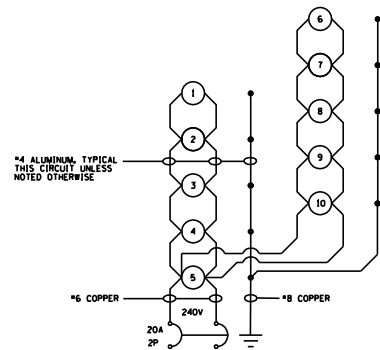 6
7
1
8
2
*4 ALUMINUM, TYPICAL
THIS CIRCUIT UNLESS
NOTED OTHERWISE
9
3
10
4
5
*6 COPPER
*8 COPPER
240V
20A
2P